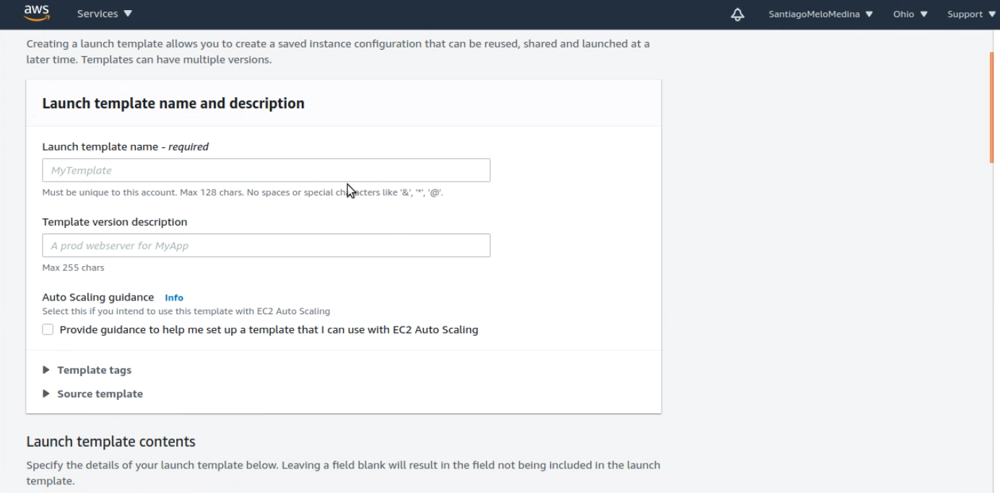 aws Services ▼ SantiagoMeloMedina ▼ Ohio ▼ Support ▼
Creating a launch template allows you to create a saved instance configuration that can be reused, shared and launched at a
later time. Templates can have multiple versions.
Launch template name and description
Launch template name - required
MyTemplate
Must be unique to this account. Max 128 chars. No spaces or special characters like '&', '*', '@'.
Template version description
A prod webserver for MyApp
Max 255 chars
Auto Scaling guidance Info
Select this if you intend to use this template with EC2 Auto Scaling
Provide guidance to help me set up a template that I can use with EC2 Auto Scaling
Template tags
Source template
Launch template contents
Specify the details of your launch template below. Leaving a field blank will result in the field not being included in the launch
template.